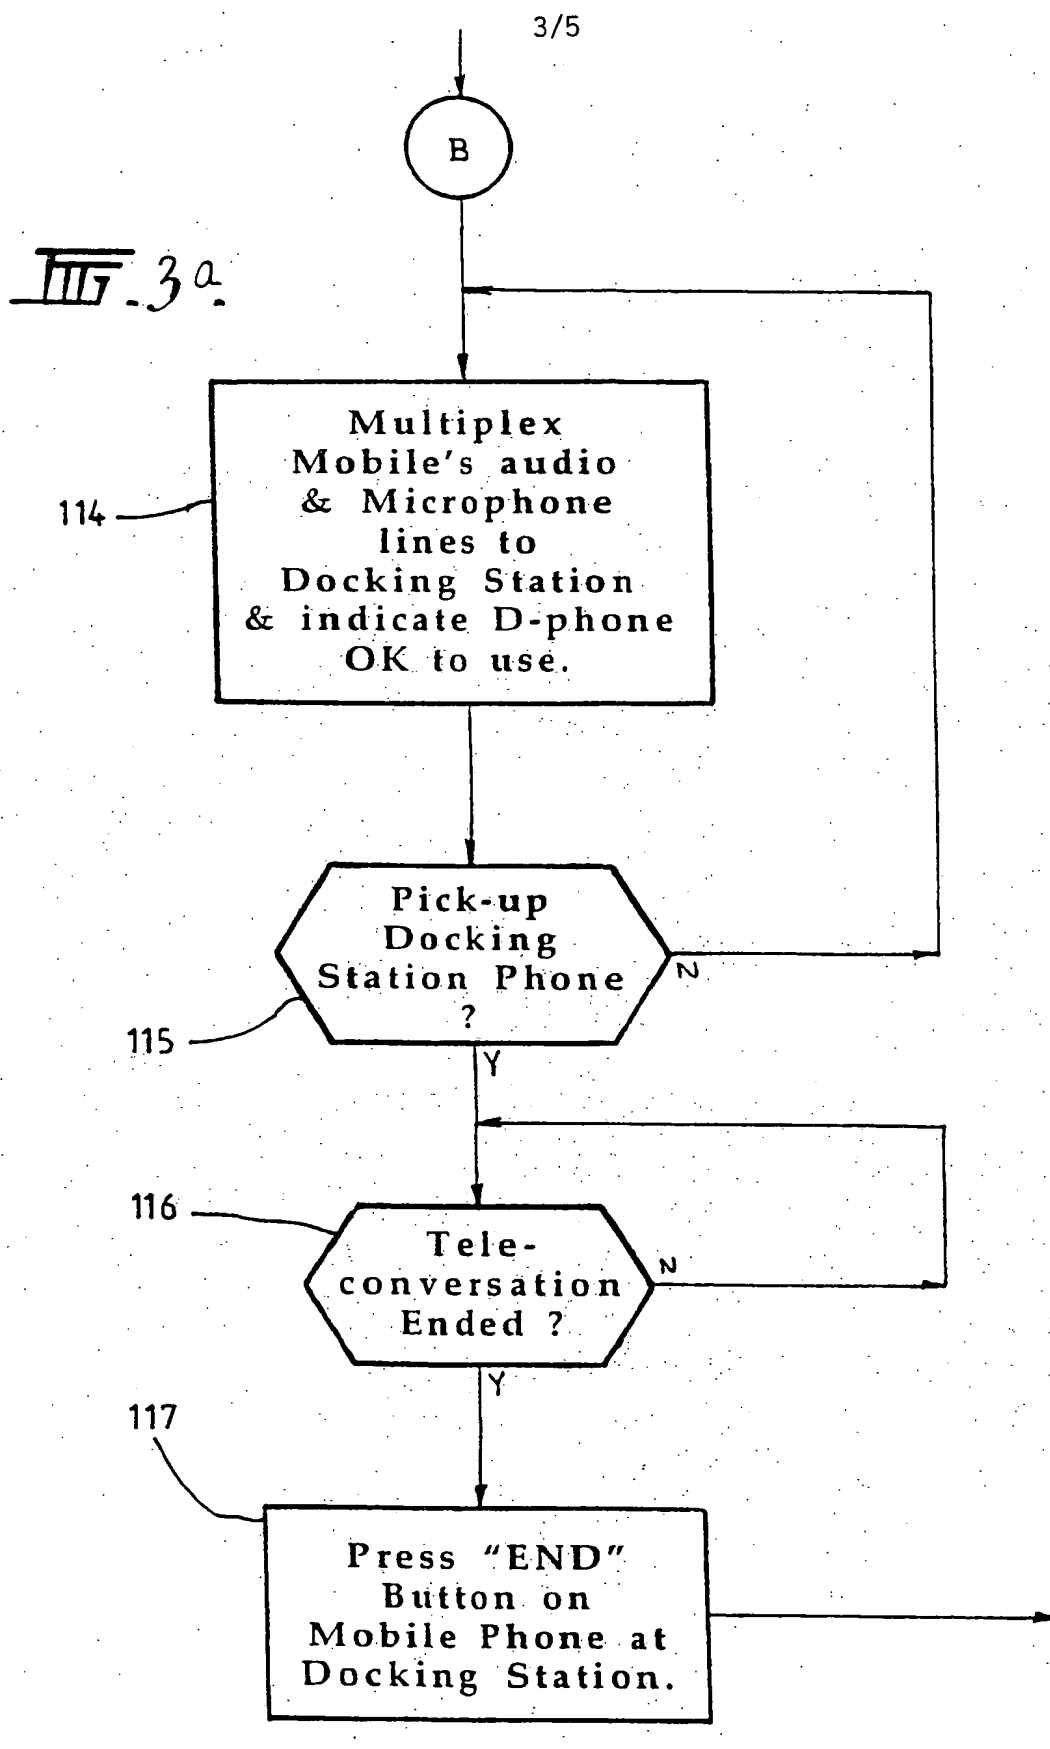 3/5
B
FIG. 3a.
Multiplex
Mobile's audio
& Microphone
lines to
Docking Station
& indicate D-phone
OK to use.
114
Pick-up
Docking
Station Phone
?
N
115
Y
116
Tele-
conversation
Ended ?
N
Y
117
Press "END"
Button on
Mobile Phone at
Docking Station.